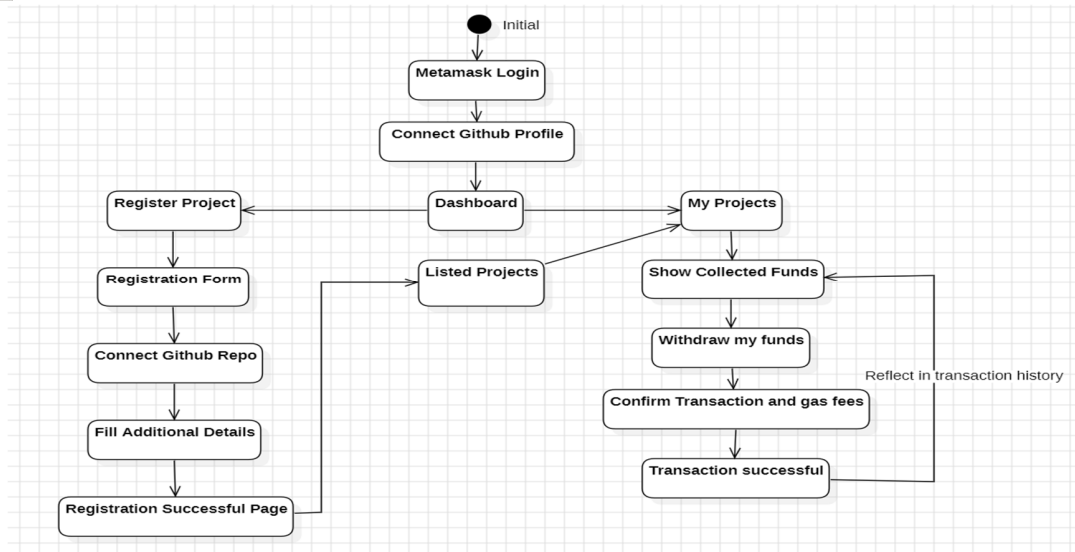 Initial
Metamask Login
Connect Github Profile
Register Project
Dashboard
My Projects
Registration Form
Listed Projects
Show Collected Funds
Connect Github Repo
Withdraw my funds
Reflect in transaction history
Confirm Transaction and gas fees
Fill Additional Details
Transaction successful
Registration Successful Page